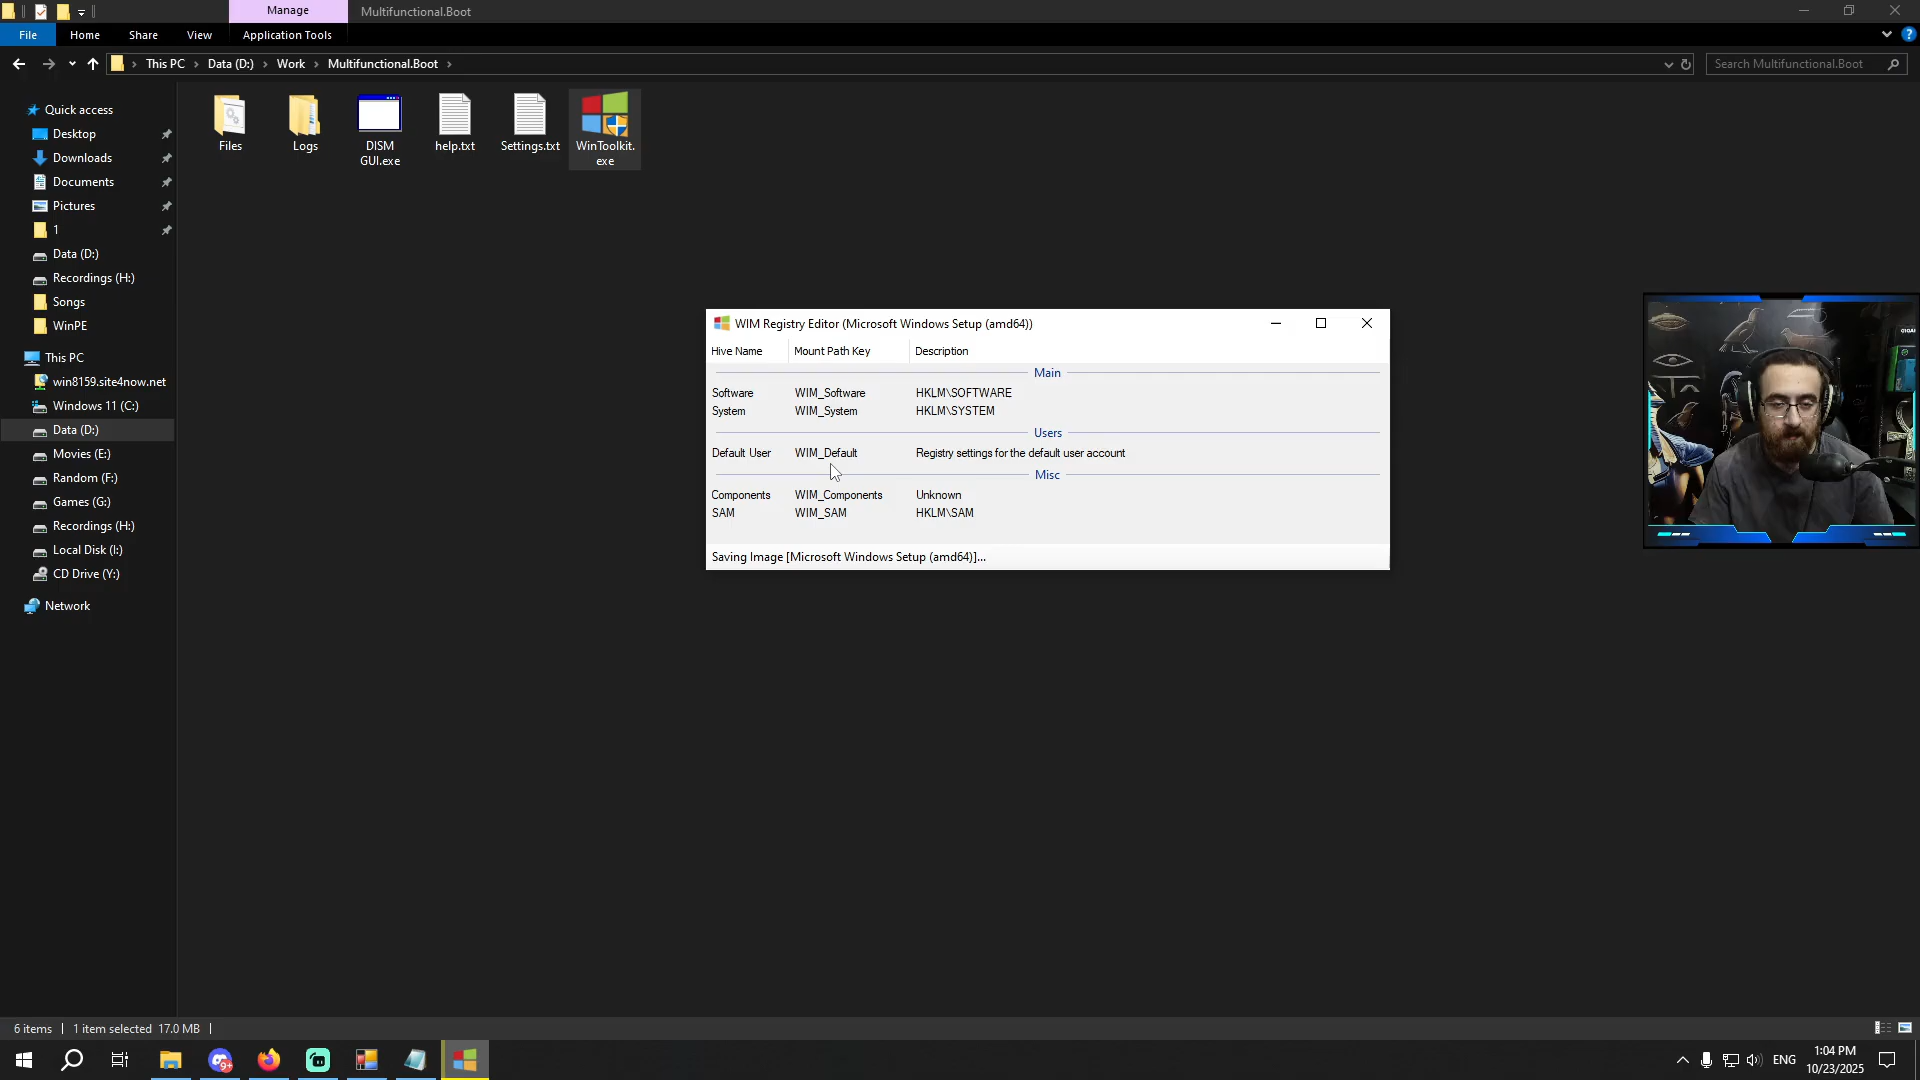 Manage
Multifunctional.Boot
File
Home
Share
View
Application Tools
This PC
Data (D:)
Work
Multifunctional.Boot
Search Multifunctional.Boot
Quick access
Desktop
Downloads
Documents
Pictures
1
Data (D:)
Recordings (H:)
Songs
WinPE
This PC
win8159.site4now.net
Windows 11 (C:)
Data (D:)
Movies (E:)
Random (F:)
Games (G:)
Recordings (H:)
Local Disk (I:)
CD Drive (Y:)
Network
Files
Logs
DISM
GUI.exe
help.txt
Settings.txt
WinToolkit.
exe
WIM Registry Editor (Microsoft Windows Setup (amd64))
Hive Name Mount Path Key Description
Main
Software WIM_Software HKLM\SOFTWARE
System WIM_System HKLM\SYSTEM
Users
Default User WIM_Default Registry settings for the default user account
Misc
Components WIM_Components Unknown
SAM WIM_SAM HKLM\SAM
Saving Image [Microsoft Windows Setup (amd64)]...
6 items 1 item selected 17.0 MB
9+
ENG
1:04 PM
10/23/2025